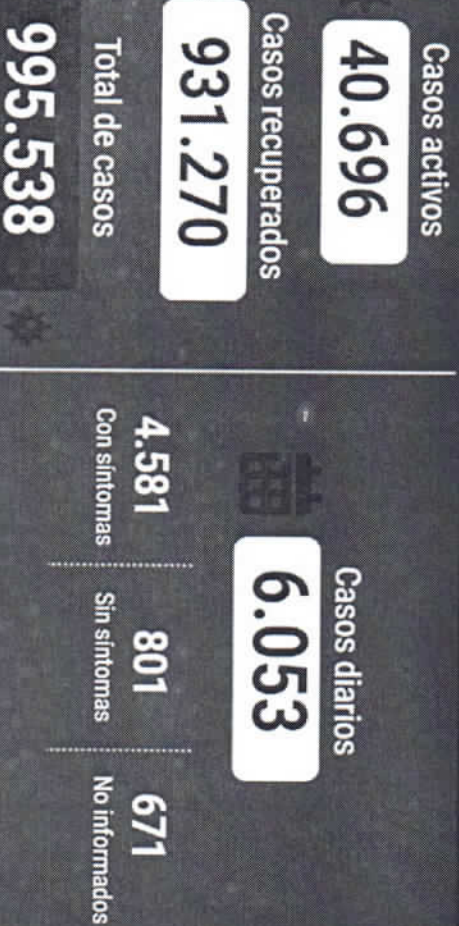 Casos activos
40.696
Casos recuperados
931.270
Total de casos
995.538
Casos diarios
6.053
4.581
Con síntomas
801
Sin síntomas
671
No informados